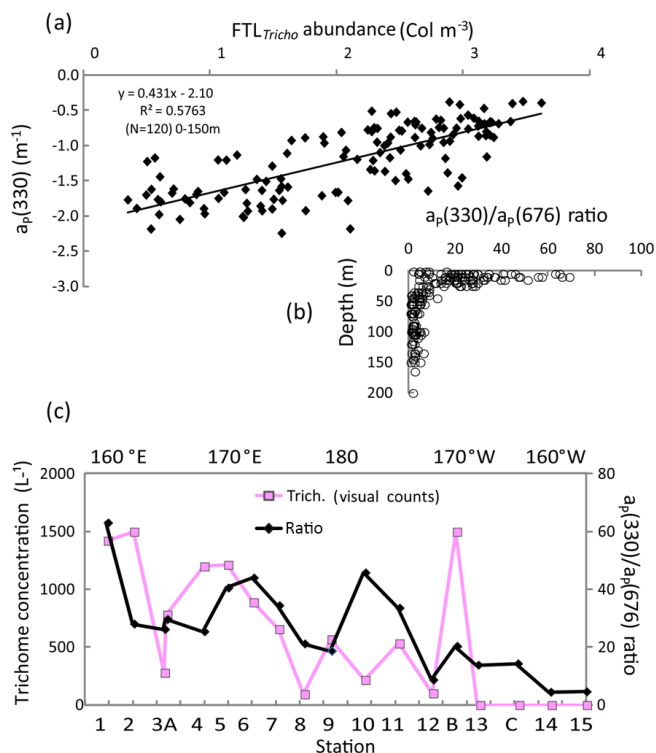 (a)
FTLTricho abundance (Col m-3)
0 1 2 3 4
0.0
-0.5
-1.0
-1.5
-2.0
-2.5
-3.0
aP(330) (m-1)
y = 0.431x - 2.10
R² = 0.5763
(N=120) 0-150m
aP(330)/aP(676) ratio
0 20 40 60 80 100
0
50
100
150
200
Depth (m)
(b)
(c)
160°E 170°E 180 170°W 160°W
2000
1500
1000
500
0
Trichome concentration
(L-1)
Trich. (visual counts)
Ratio
80
60
40
20
0
aP(330)/aP(676) ratio
1 2 3A 4 5 6 7 8 9 10 11 12 B 13 C 14 15
Station